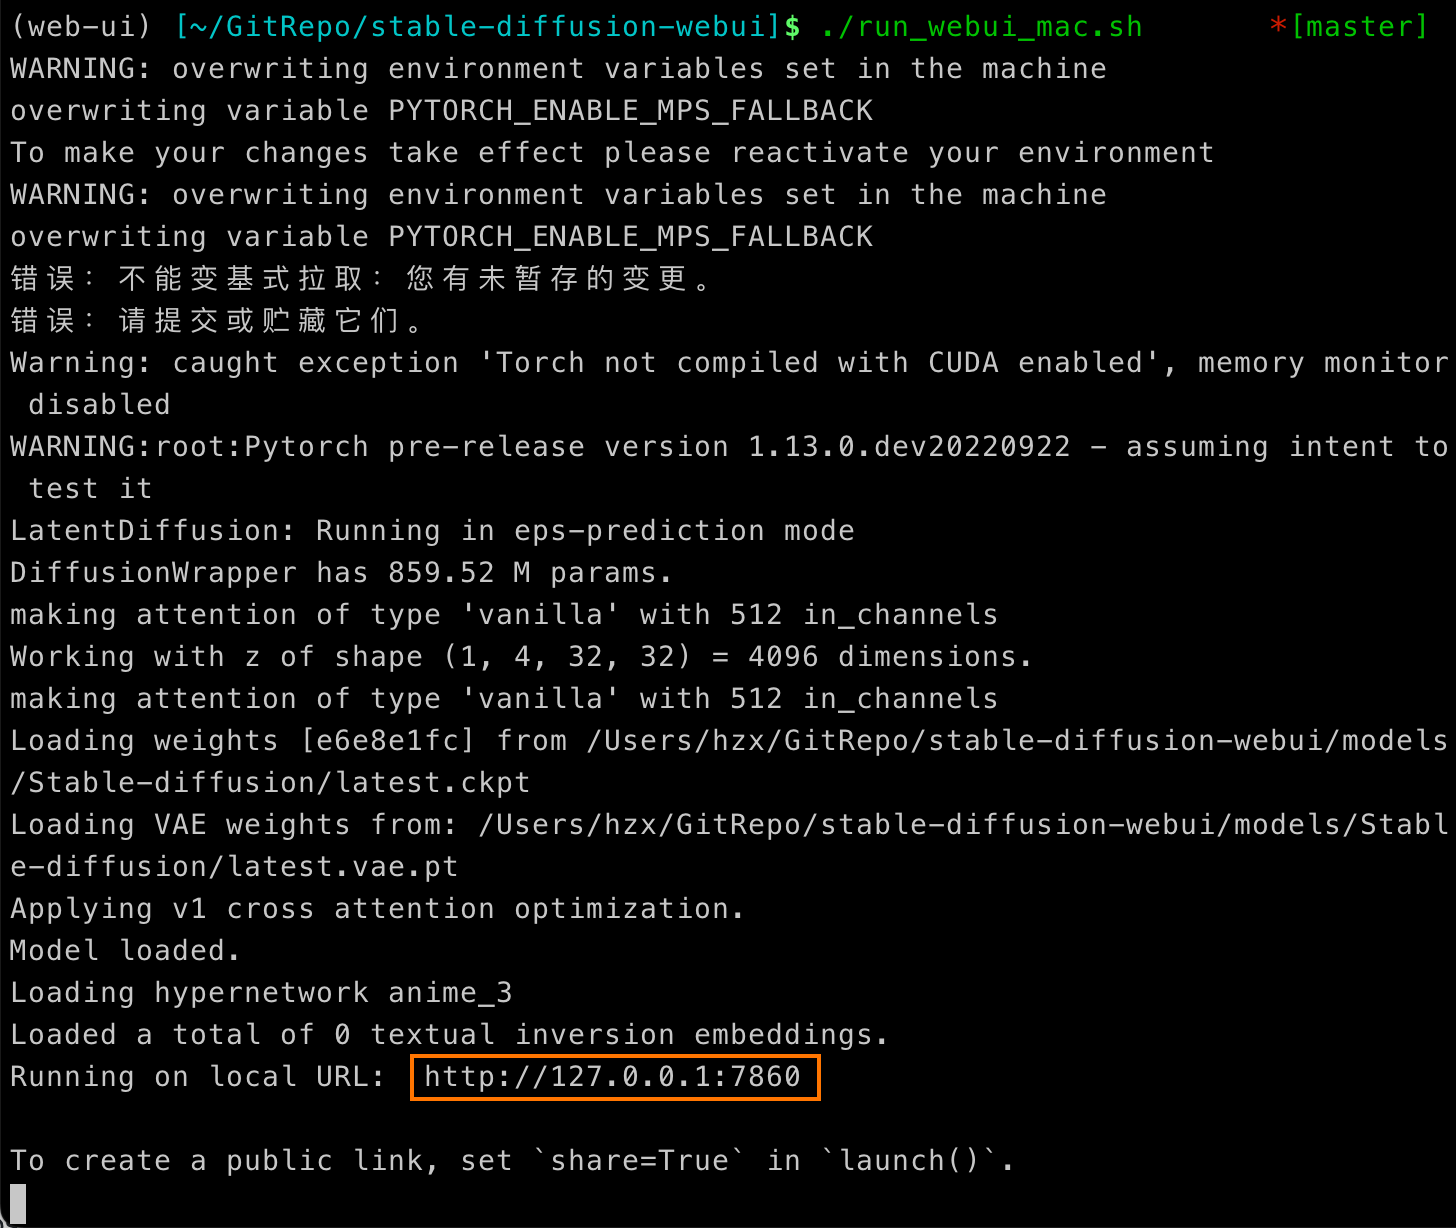 (web-ui) [~/GitRepo/stable-diffusion-webui]$ ./run_webui_mac.sh *[master]
WARNING: overwriting environment variables set in the machine
overwriting variable PYTORCH_ENABLE_MPS_FALLBACK
To make your changes take effect please reactivate your environment
WARNING: overwriting environment variables set in the machine
overwriting variable PYTORCH_ENABLE_MPS_FALLBACK
错误：不能变基式拉取：您有未暂存的变更。
错误：请提交或贮藏它们。
Warning: caught exception 'Torch not compiled with CUDA enabled', memory monitor
disabled
WARNING:root:Pytorch pre-release version 1.13.0.dev20220922 – assuming intent to
test it
LatentDiffusion: Running in eps-prediction mode
DiffusionWrapper has 859.52 M params.
making attention of type 'vanilla' with 512 in_channels
Working with z of shape (1, 4, 32, 32) = 4096 dimensions.
making attention of type 'vanilla' with 512 in_channels
Loading weights [e6e8e1fc] from /Users/hzx/GitRepo/stable-diffusion-webui/models
/Stable-diffusion/latest.ckpt
Loading VAE weights from: /Users/hzx/GitRepo/stable-diffusion-webui/models/Stabl
e-diffusion/latest.vae.pt
Applying v1 cross attention optimization.
Model loaded.
Loading hypernetwork anime_3
Loaded a total of 0 textual inversion embeddings.
Running on local URL: http://127.0.0.1:7860
To create a public link, set `share=True` in `launch()`.